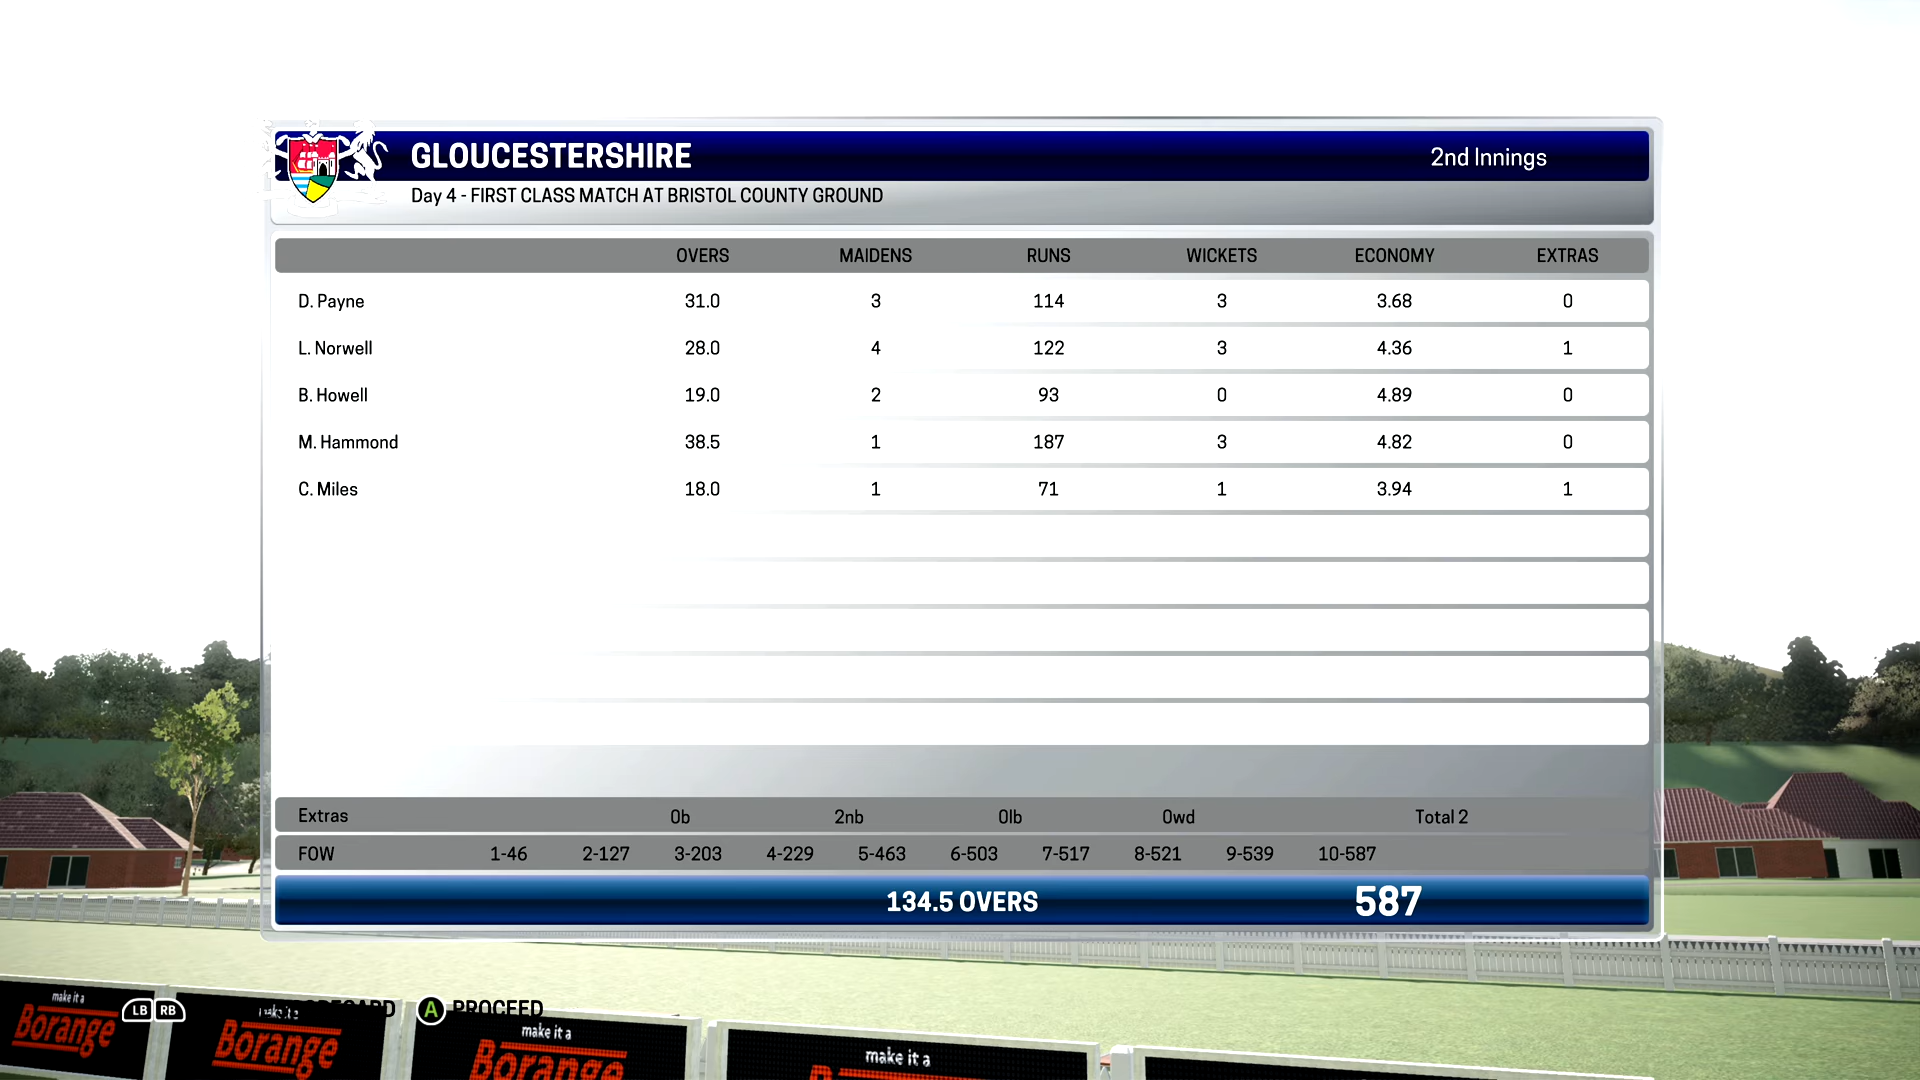 GLOUCESTERSHIRE 2nd Innings
Day 4 - FIRST CLASS MATCH AT BRISTOL COUNTY GROUND
OVERS MAIDENS RUNS WICKETS ECONOMY EXTRAS
D. Payne 31.0 3 114 3 3.68 0
L. Norwell 28.0 4 122 3 4.36 1
B. Howell 19.0 2 93 0 4.89 0
M. Hammond 38.5 1 187 3 4.82 0
C. Miles 18.0 1 71 1 3.94 1
Extras 0b 2nb 0lb 0wd Total 2
FOW 1-46 2-127 3-203 4-229 5-463 6-503 7-517 8-521 9-539 10-587
134.5 OVERS 587
LB RB A PROCEED
make it a
Borange
make it a
Borange
make it a
Borange
make it a